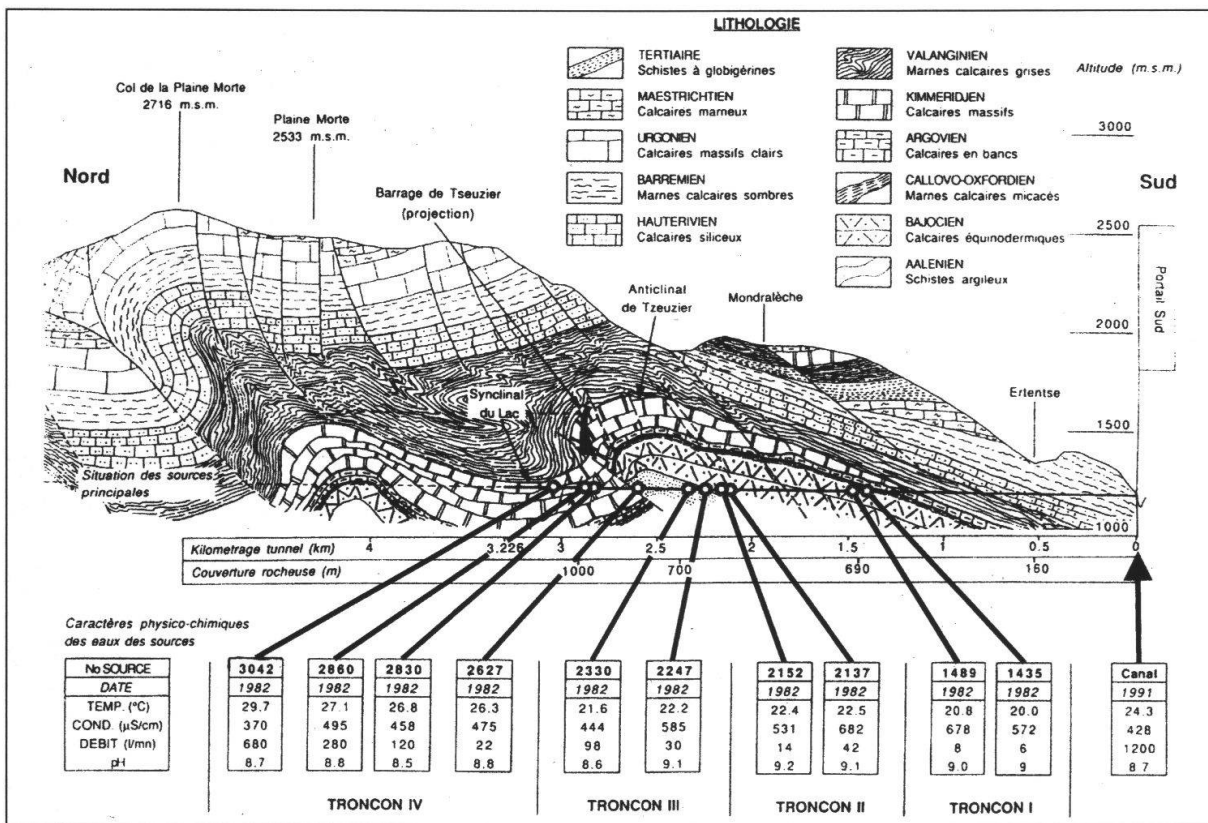 LITHOLOGIE
TERTIAIRE
Schistes à globigérines
MAESTRICHTIEN
Calcaires marneux
URGONIEN
Calcaires massifs clairs
BARREMIEN
Marnes calcaires sombres
HAUTERIVIEN
Calcaires siliceux
VALANGINIEN
Marnes calcaires grises
KIMMERIDJEN
Calcaires massifs
ARGOVIEN
Calcaires en bancs
CALLOVO-OXFORDIEN
Marnes calcaires micacés
BAJOCIEN
Calcaires équinodermiques
AALENIEN
Schistes argileux
Altitude (m.s.m.)
3000
2500
2000
1500
1000
Portail Sud
Col de la Plaine Morte
2716 m.s.m.
Plaine Morte
2533 m.s.m.
Nord
Sud
Barrage de Tseuzier
(projection)
Anticlinal
de Tzeuzier
Mondralèche
Ertentse
Synclinal
du Lac
Situation des sources
principales
Kilometrage tunnel (km) 4 3.226 3 2.5 2 1.5 1 0.5 0
Couverture rocheuse (m) 1000 700 690 160
Caractères physico-chimiques
des eaux des sources
No SOURCE 3042 2860 2830 2627 2330 2247 2152 2137 1489 1435 Canal
DATE 1982 1982 1982 1982 1982 1982 1982 1982 1982 1982 1991
TEMP. (°C) 29.7 27.1 26.8 26.3 21.6 22.2 22.4 22.5 20.8 20.0 24.3
COND. (µS/cm) 370 495 458 475 444 585 531 682 678 572 428
DEBIT (l/mn) 680 280 120 22 98 30 14 42 8 6 1200
pH 8.7 8.8 8.5 8.8 8.6 9.1 9.2 9.1 9.0 9 8.7
TRONCON IV TRONCON III TRONCON II TRONCON I